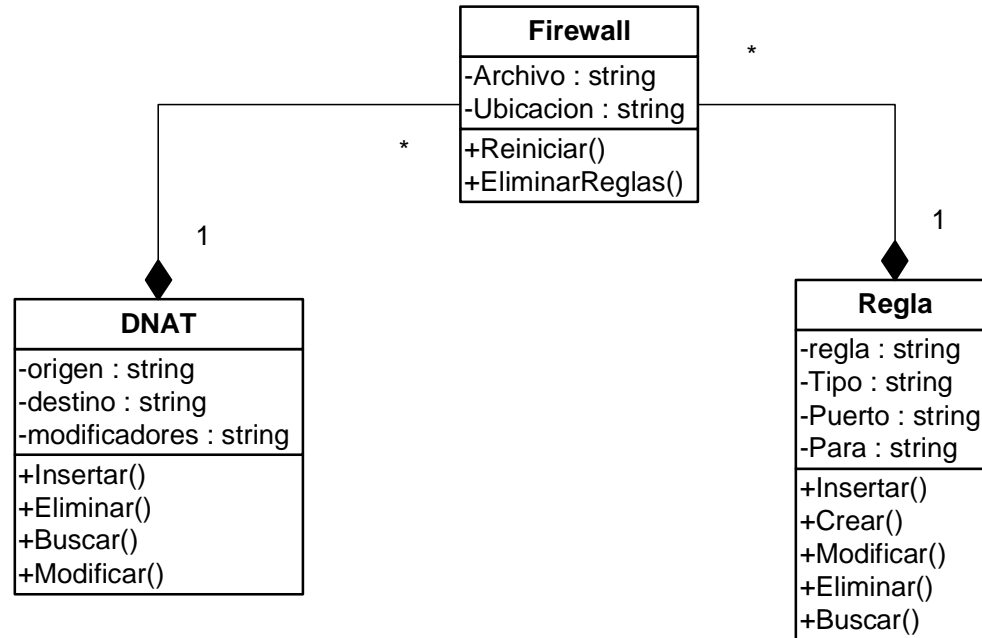 Firewall
-Archivo : string
-Ubicacion : string
+Reiniciar()
+EliminarReglas()
*
*
1
1
DNAT
-origen : string
-destino : string
-modificadores : string
+Insertar()
+Eliminar()
+Buscar()
+Modificar()
Regla
-regla : string
-Tipo : string
-Puerto : string
-Para : string
+Insertar()
+Crear()
+Modificar()
+Eliminar()
+Buscar()